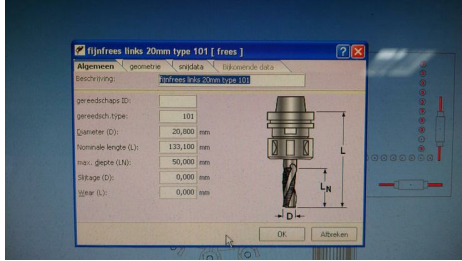 fijnfrees links 20mm type 101 [ frees ]
Algemeen geometrie snijdata Bijkomende data
Beschrijving: fijnfrees links 20mm type 101
gereedschaps ID:
gereedsch.type: 101
Diameter (D): 20,800 mm
Nominale lengte (L): 133,100 mm
max. diepte (LN): 50,000 mm
Slijtage (D): 0,000 mm
Wear (L): 0,000 mm
L
LN
D
OK Afbreken